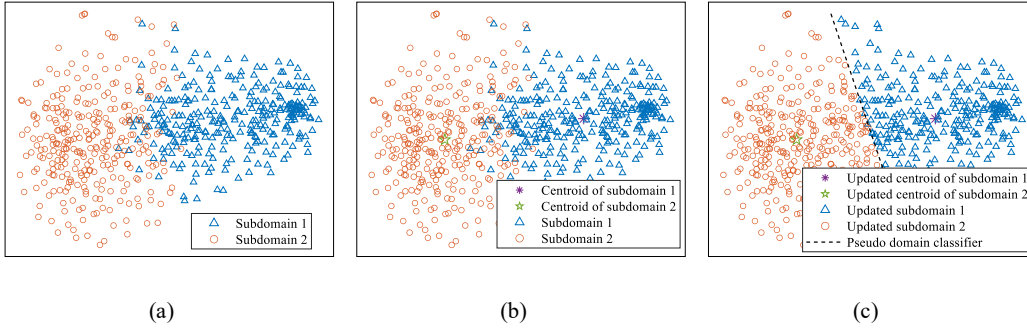 Subdomain 1
Subdomain 2
Centroid of subdomain 1
Centroid of subdomain 2
Subdomain 1
Subdomain 2
Updated centroid of subdomain 1
Updated centroid of subdomain 2
Updated subdomain 1
Updated subdomain 2
Pseudo domain classifier
(a)
(b)
(c)